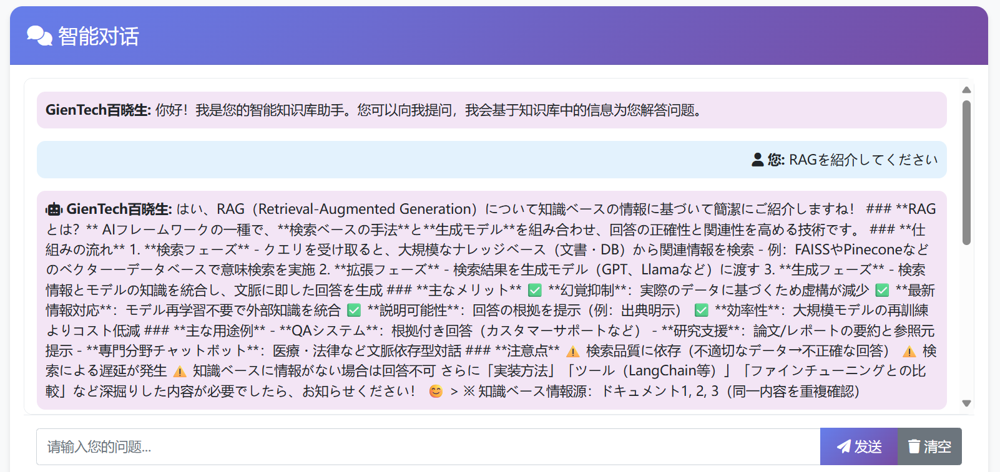 智能对话
GienTech百晓生: 你好！我是您的智能知识库助手。您可以向我提问，我会基于知识库中的信息为您解答问题。
您: RAGを紹介してください
GienTech百晓生: はい、RAG（Retrieval-Augmented Generation）について知識ベースの情報に基づいて簡潔にご紹介しますね！ ### **RAG
とは？** AIフレームワークの一種で、**検索ベースの手法**と**生成モデル**を組み合わせ、回答の正確性と関連性を高める技術です。 ### **仕
組みの流れ** 1. **検索フェーズ** - クエリを受け取ると、大規模なナレッジベース（文書・DB）から関連情報を検索 - 例：FAISSやPineconeなど
のベクターデータベースで意味検索を実施 2. **拡張フェーズ** - 検索結果を生成モデル（GPT、Llamaなど）に渡す 3. **生成フェーズ** - 検索
情報とモデルの知識を統合し、文脈に即した回答を生成 ### **主なメリット** ✅ **幻覚抑制**：実際のデータに基づくため虚構が減少 ✅ **最新
情報対応**：モデル再学習不要で外部知識を統合 ✅ **説明可能性**：回答の根拠を提示（例：出典明示） ✅ **効率性**：大規模モデルの再訓練
よりコスト低減 ### **主な用途例** - **QAシステム**：根拠付き回答（カスタマーサポートなど） - **研究支援**：論文/レポートの要約と参照元
提示 - **専門分野チャットボット**：医療・法律など文脈依存型対話 ### **注意点** ⚠️ 検索品質に依存（不適切なデータ→不正確な回答） ⚠️ 検
索による遅延が発生 ⚠️ 知識ベースに情報がない場合は回答不可 さらに「実装方法」「ツール（LangChain等）」「ファインチューニングとの比
較」など深掘りした内容が必要でしたら、お知らせください！ 😊 > ※ 知識ベース情報源：ドキュメント1, 2, 3（同一内容を重複確認）
请输入您的问题...
发送
清空